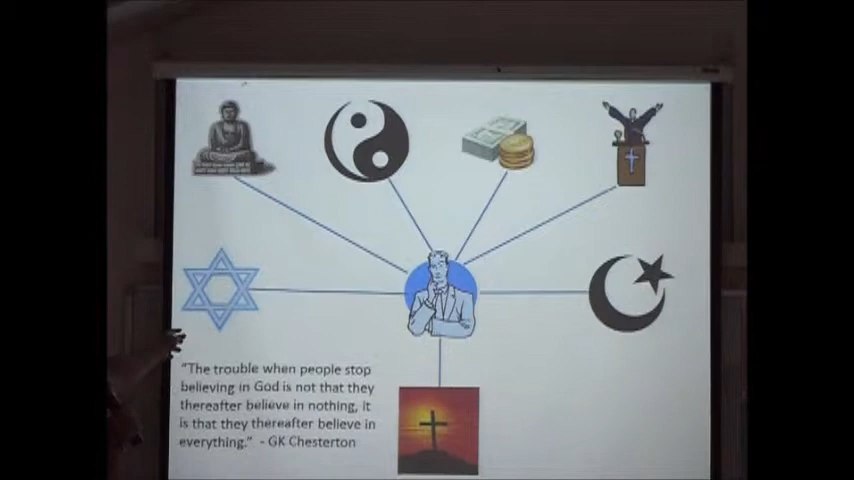 "The trouble when people stop
believing in God is not that they
thereafter believe in nothing, it
is that they thereafter believe in
everything." - GK Chesterton